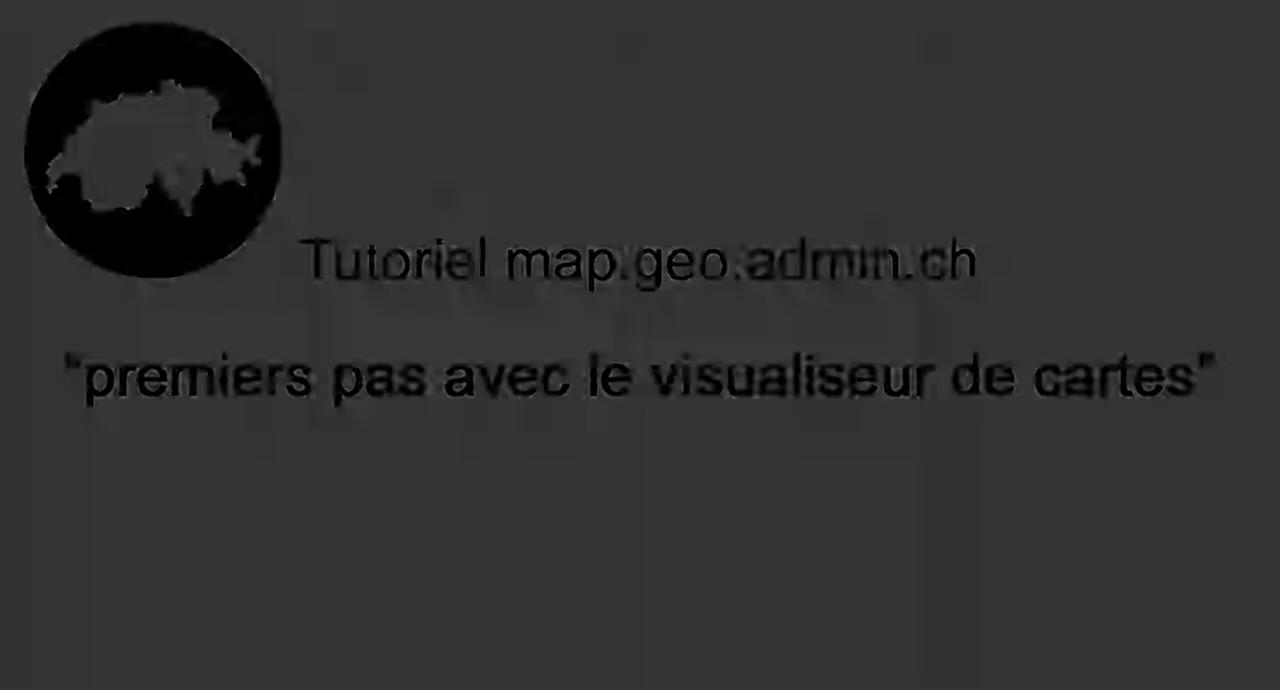 Tutoriel map.geo.admin.ch
"premiers pas avec le visualiseur de cartes"